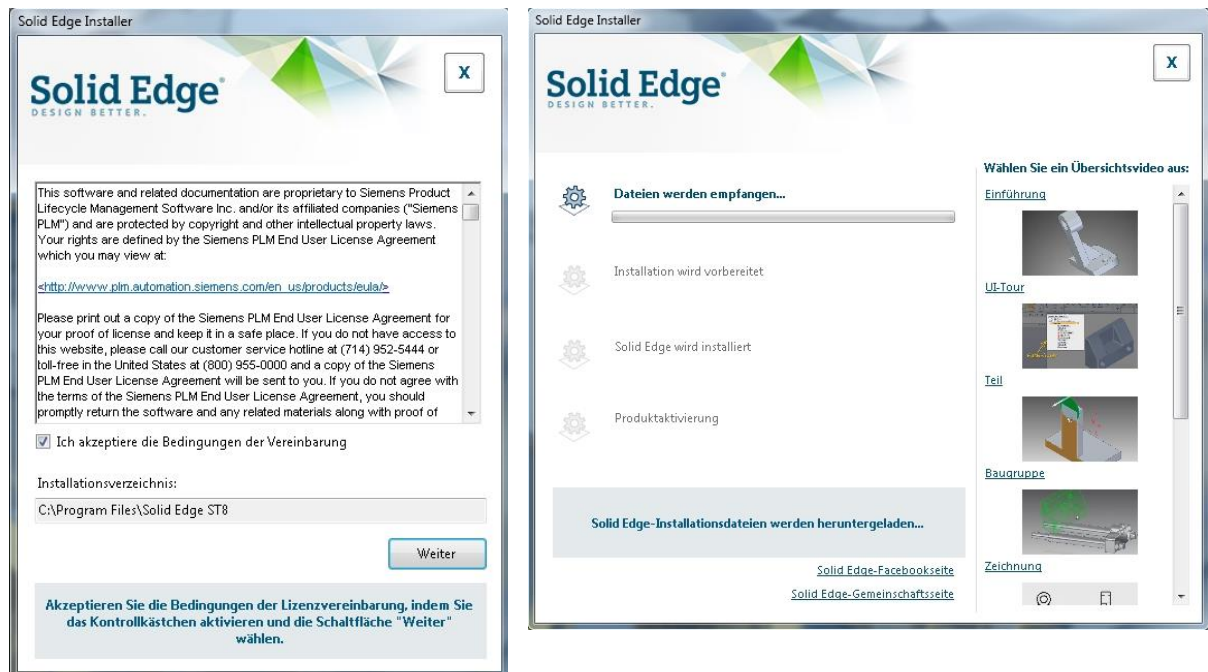 Solid Edge Installer
X
Solid Edge®
DESIGN BETTER.
This software and related documentation are proprietary to Siemens Product
Lifecycle Management Software Inc. and/or its affiliated companies ("Siemens
PLM") and are protected by copyright and other intellectual property laws.
Your rights are defined by the Siemens PLM End User License Agreement
which you may view at:
<http://www.plm.automation.siemens.com/en_us/products/eula/>
Please print out a copy of the Siemens PLM End User License Agreement for
your proof of license and keep it in a safe place. If you do not have access to
this website, please call our customer service hotline at (714) 952-5444 or
toll-free in the United States at (800) 955-0000 and a copy of the Siemens
PLM End User License Agreement will be sent to you. If you do not agree with
the terms of the Siemens PLM End User License Agreement, you should
promptly return the software and any related materials along with proof of
Ich akzeptiere die Bedingungen der Vereinbarung
Installationsverzeichnis:
C:\Program Files\Solid Edge ST8
Weiter
Akzeptieren Sie die Bedingungen der Lizenzvereinbarung, indem Sie
das Kontrollkästchen aktivieren und die Schaltfläche "Weiter"
wählen.
Solid Edge Installer
X
Solid Edge®
DESIGN BETTER.
Dateien werden empfangen...
Installation wird vorbereitet
Solid Edge wird installiert
Produktaktivierung
Solid Edge-Installationsdateien werden heruntergeladen...
Solid Edge-Facebookseite
Solid Edge-Gemeinschaftsseite
Wählen Sie ein Übersichtsvideo aus:
Einführung
UI-Tour
Teil
Baugruppe
Zeichnung